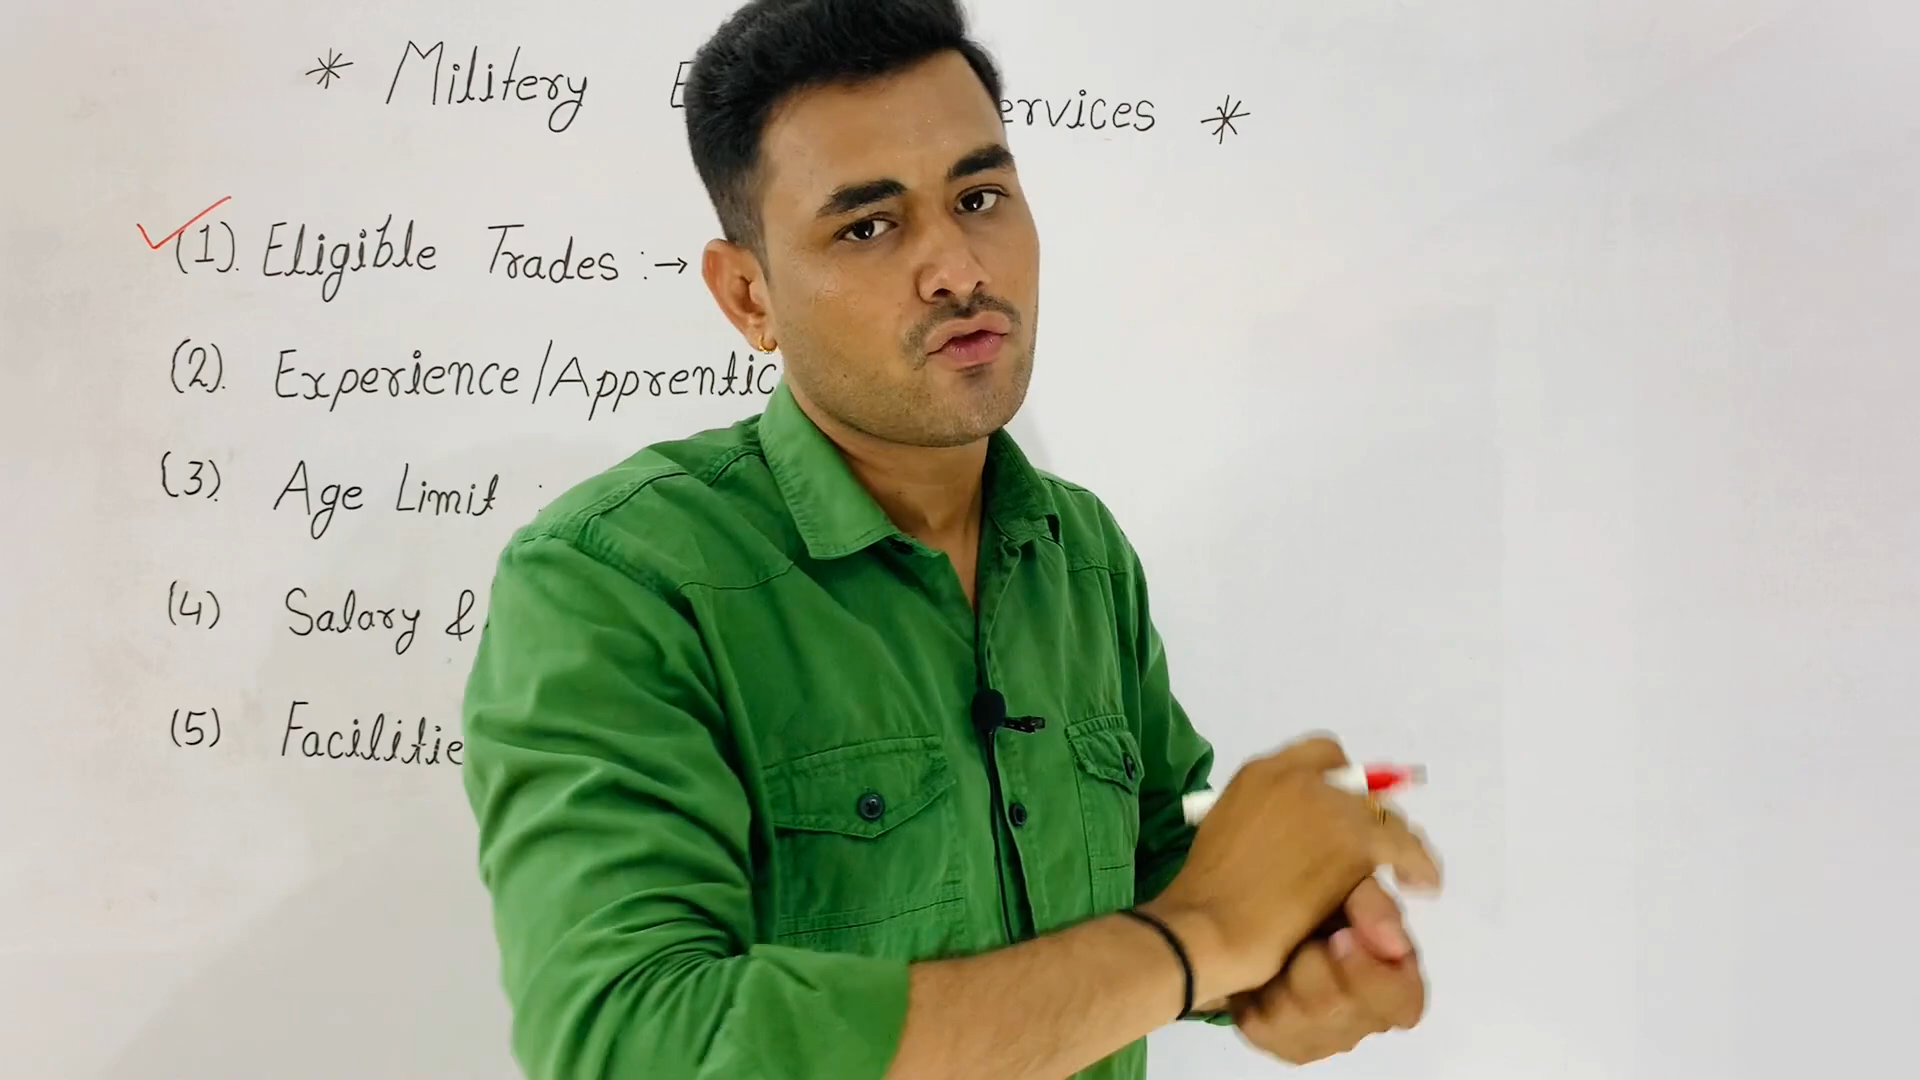 * Militery ervices *
(1). Eligible Trades :→
(2). Experience/Apprentic
(3). Age Limit :
(4) Salary &
(5) Facilitie